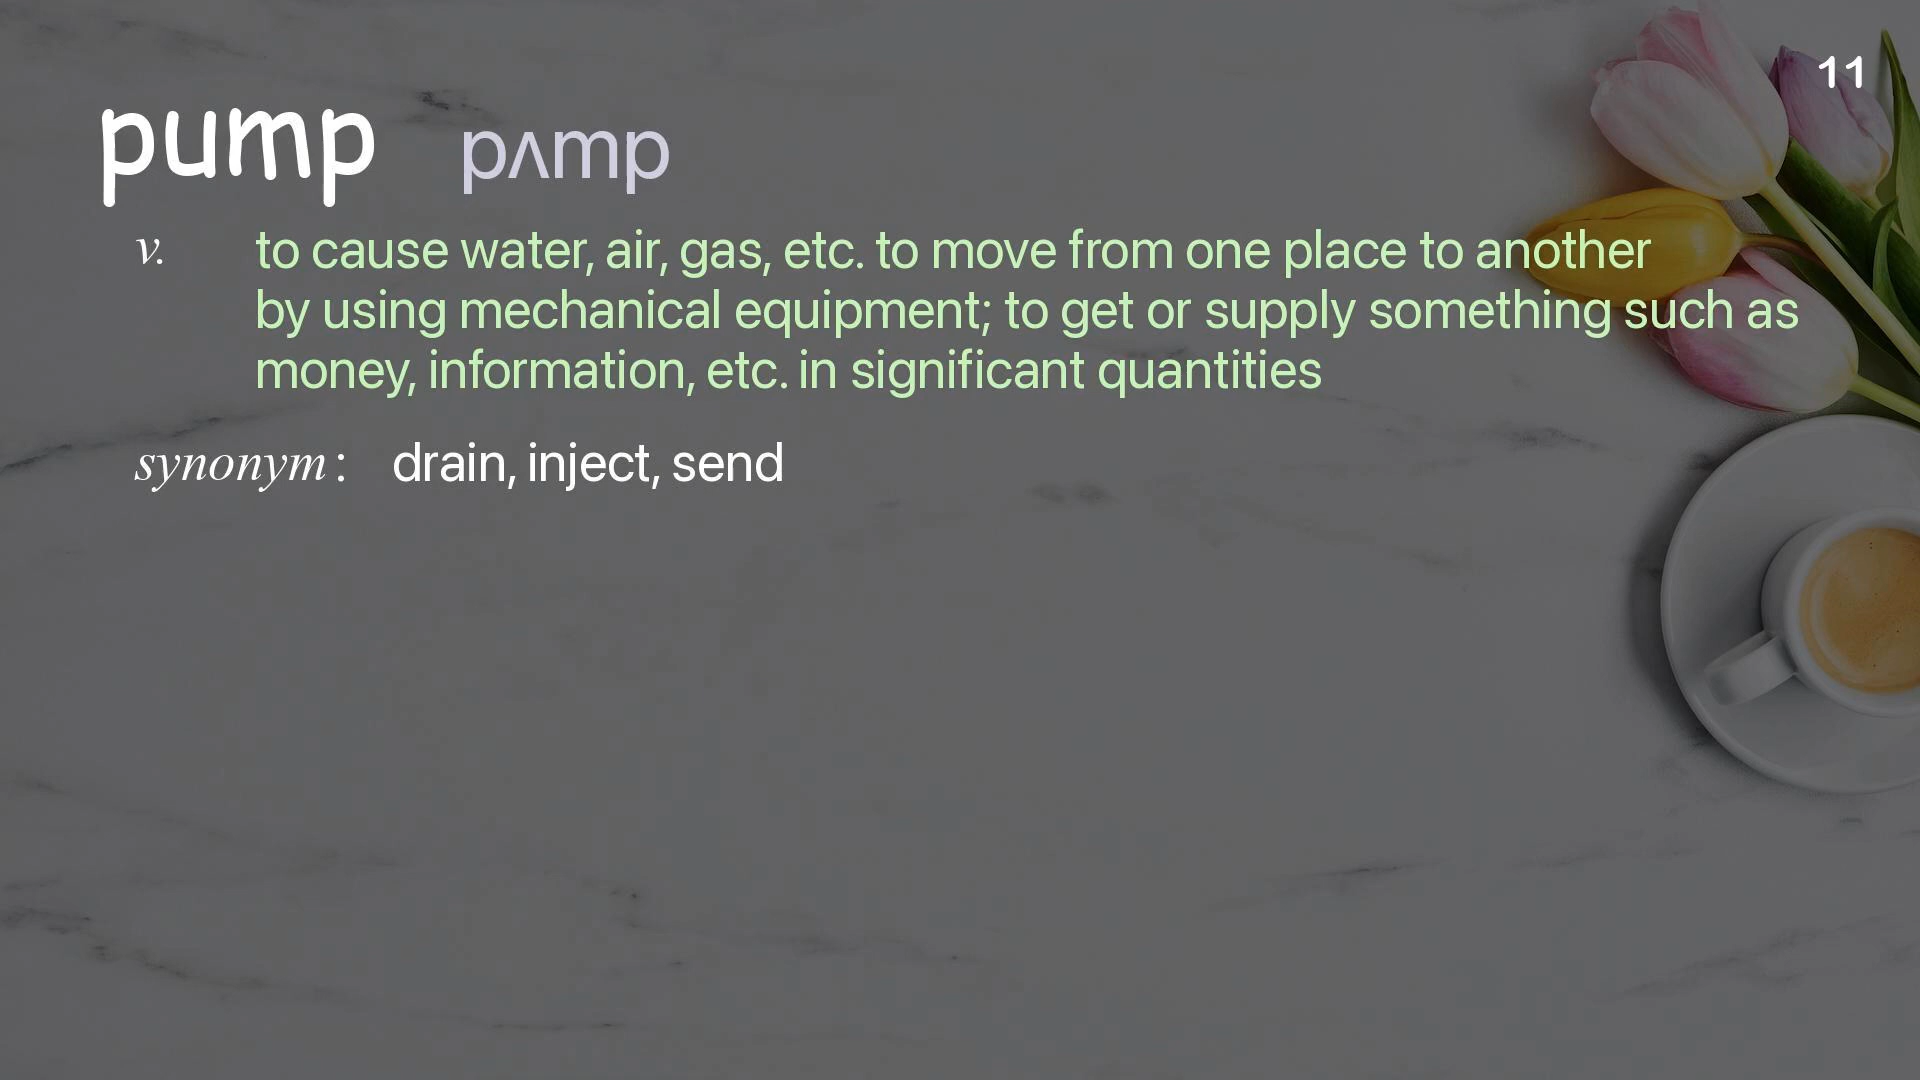 11
pump pʌmp
v. to cause water, air, gas, etc. to move from one place to another
by using mechanical equipment; to get or supply something such as
money, information, etc. in significant quantities
synonym : drain, inject, send